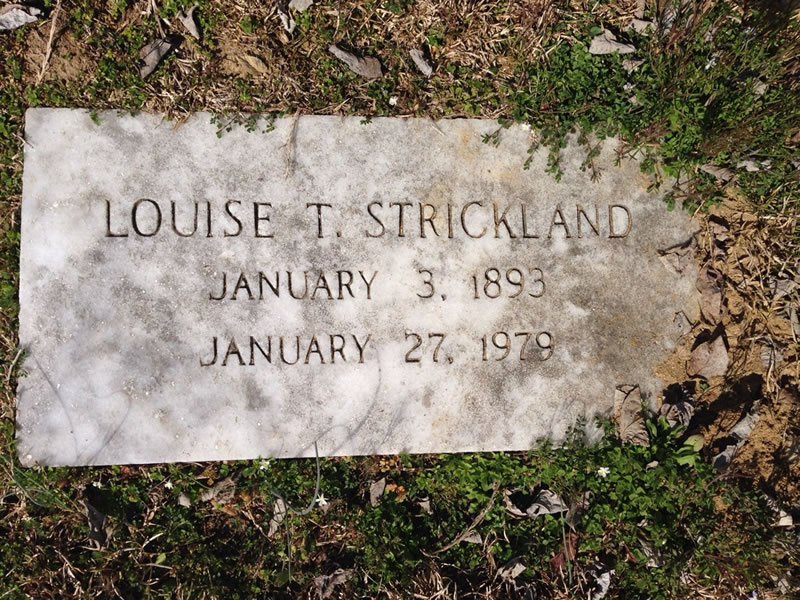 LOUISE T. STRICKLAND
JANUARY 3, 1893
JANUARY 27, 1979